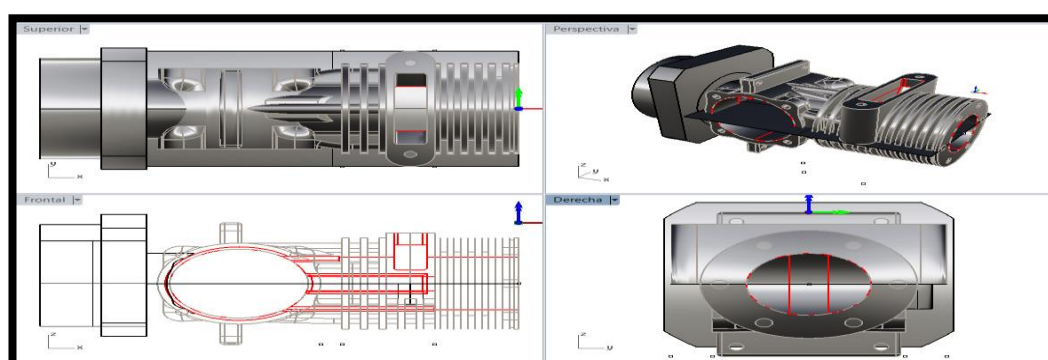 Superior
Perspectiva
y
x
z
y
x
Frontal
Derecha
z
x
z
y